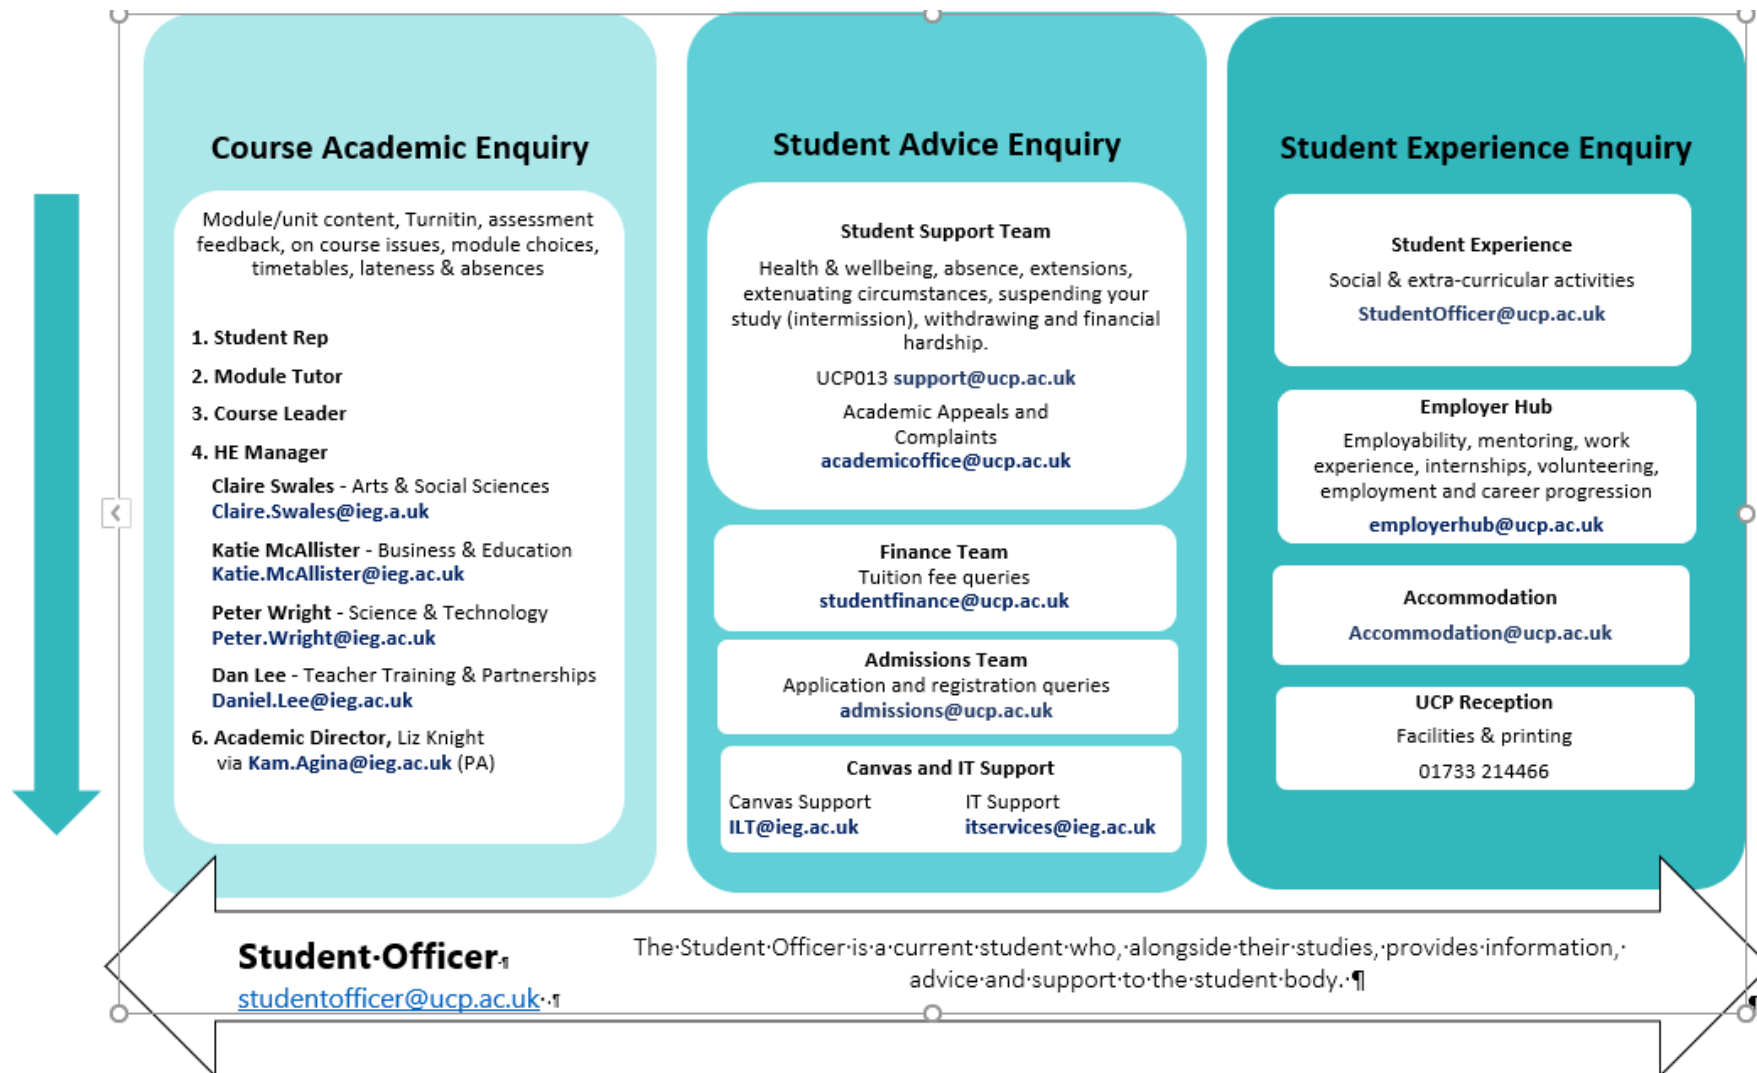 Course Academic Enquiry
Module/unit content, Turnitin, assessment
feedback, on course issues, module choices,
timetables, lateness & absences
1. Student Rep
2. Module Tutor
3. Course Leader
4. HE Manager
Claire Swales - Arts & Social Sciences
Claire.Swales@ieg.a.uk
Katie McAllister - Business & Education
Katie.McAllister@ieg.ac.uk
Peter Wright - Science & Technology
Peter.Wright@ieg.ac.uk
Dan Lee - Teacher Training & Partnerships
Daniel.Lee@ieg.ac.uk
6. Academic Director, Liz Knight
via Kam.Agina@ieg.ac.uk (PA)
Student Advice Enquiry
Student Support Team
Health & wellbeing, absence, extensions,
extenuating circumstances, suspending your
study (intermission), withdrawing and financial
hardship.
UCP013 support@ucp.ac.uk
Academic Appeals and
Complaints
academicoffice@ucp.ac.uk
Finance Team
Tuition fee queries
studentfinance@ucp.ac.uk
Admissions Team
Application and registration queries
admissions@ucp.ac.uk
Canvas and IT Support
Canvas Support IT Support
ILT@ieg.ac.uk itservices@ieg.ac.uk
Student Experience Enquiry
Student Experience
Social & extra-curricular activities
StudentOfficer@ucp.ac.uk
Employer Hub
Employability, mentoring, work
experience, internships, volunteering,
employment and career progression
employerhub@ucp.ac.uk
Accommodation
Accommodation@ucp.ac.uk
UCP Reception
Facilities & printing
01733 214466
Student·Officer·¶
studentofficer@ucp.ac.uk·.¶
The·Student·Officer·is·a·current·student·who,·alongside·their·studies,·provides·information,·
advice·and·support·to·the·student·body.·¶